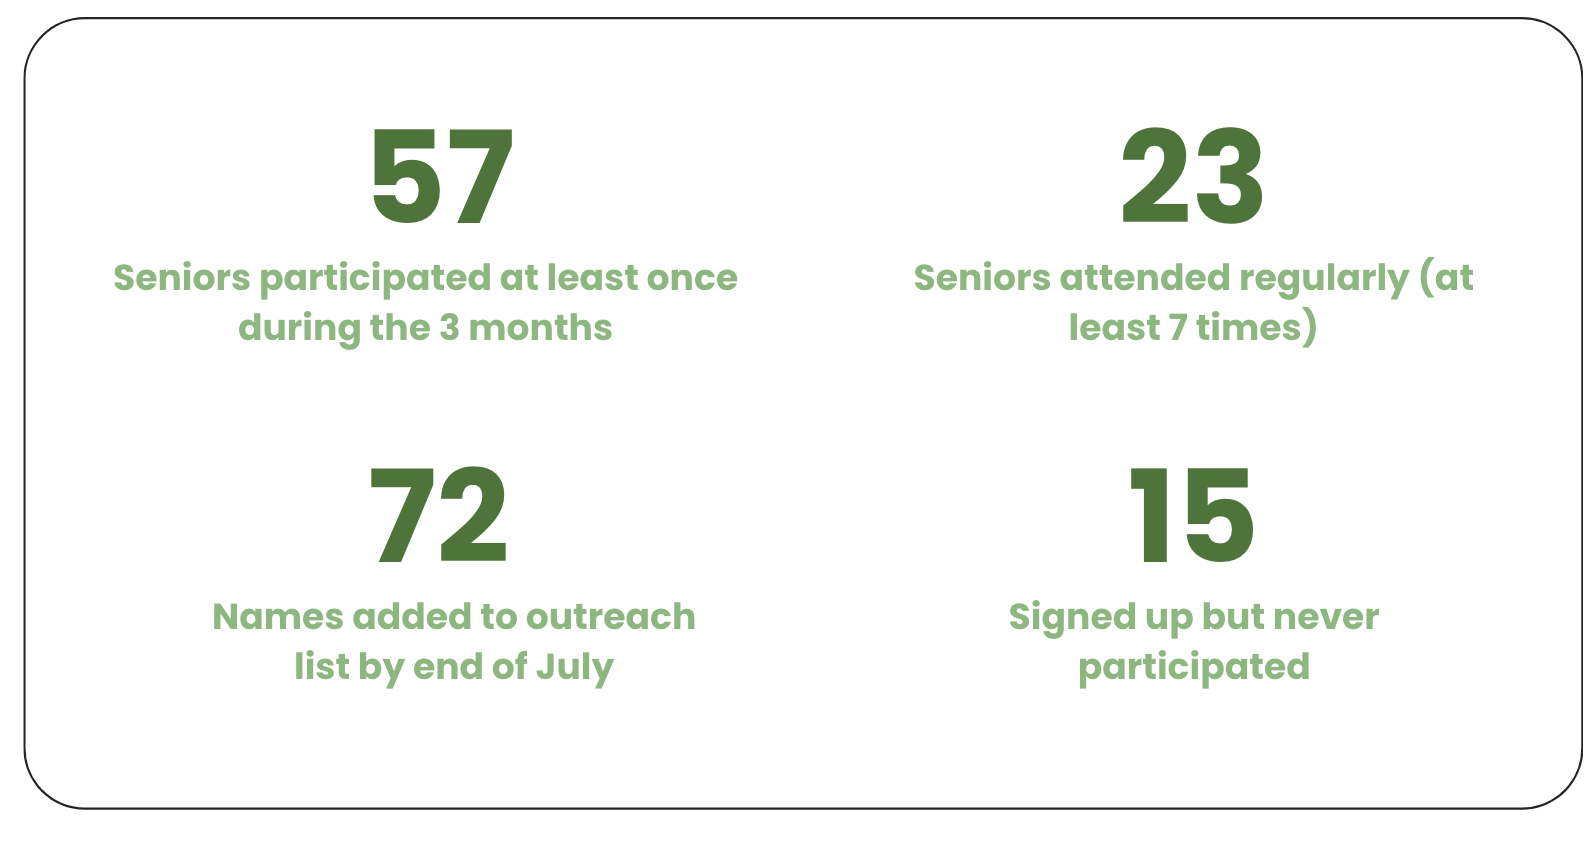 57
Seniors participated at least once
during the 3 months
23
Seniors attended regularly (at
least 7 times)
72
Names added to outreach
list by end of July
15
Signed up but never
participated